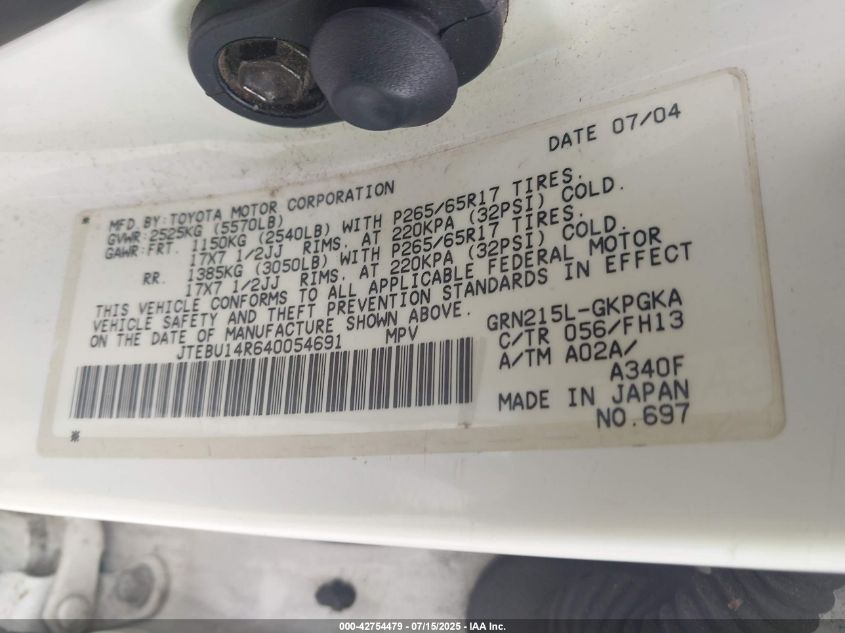 DATE 07/04
MFD BY:TOYOTA MOTOR CORPORATION
GVWR:2525KG (5570LB)
GAWR:FRT. 1150KG (2540LB) WITH P265/65R17 TIRES.
17X7 1/2JJ RIMS. AT 220KPA (32PSI) COLD.
RR. 1385KG (3050LB) WITH P265/65R17 TIRES.
17X7 1/2JJ RIMS. AT 220KPA (32PSI) COLD.
THIS VEHICLE CONFORMS TO ALL APPLICABLE FEDERAL MOTOR
VEHICLE SAFETY AND THEFT PREVENTION STANDARDS IN EFFECT
ON THE DATE OF MANUFACTURE SHOWN ABOVE.
JTEBU14R640054691 MPV
GRN215L-GKPGKA
C/TR 056/FH13
A/TM A02A/
A340F
MADE IN JAPAN
NO.697
000-42754479 - 07/15/2025 - IAA Inc.